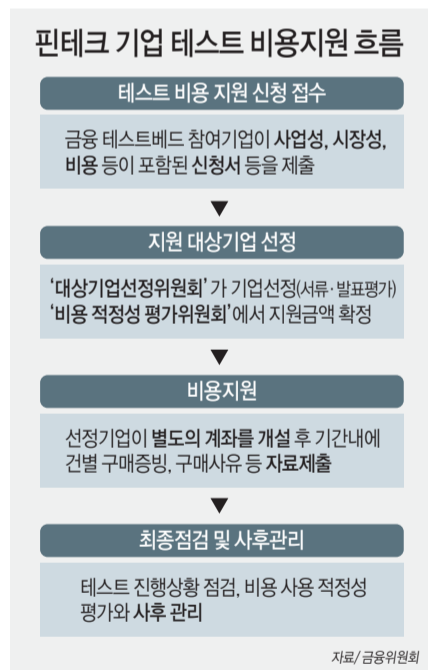 핀테크 기업 테스트 비용지원 흐름
테스트 비용 지원 신청 접수
금융 테스트베드 참여기업이 사업성, 시장성,
비용 등이 포함된 신청서 등을 제출
▼
지원 대상기업 선정
‘대상기업선정위원회’가 기업선정(서류·발표평가)
‘비용 적정성 평가위원회’에서 지원금액 확정
▼
비용지원
선정기업이 별도의 계좌를 개설 후 기간내에
건별 구매증빙, 구매사유 등 자료제출
▼
최종점검 및 사후관리
테스트 진행상황 점검, 비용 사용 적정성
평가와 사후 관리
자료/금융위원회